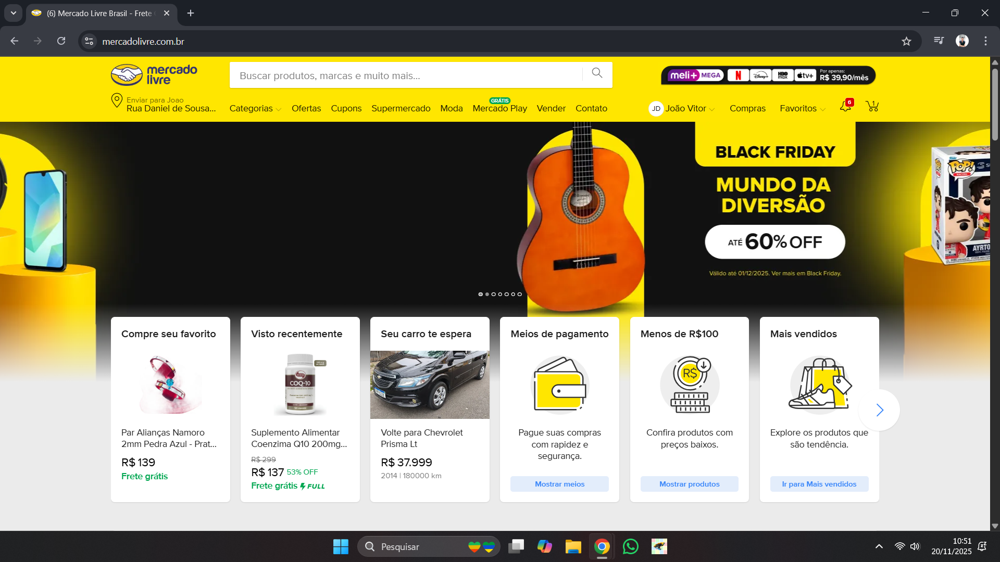 (6) Mercado Livre Brasil - Frete
mercadolivre.com.br
mercado
livre
Buscar produtos, marcas e muito mais...
meli+ MEGA
N
Disney+
HBO
max
tv+
Por apenas:
R$ 39,90/mês
Enviar para Joao
Rua Daniel de Sousa...
Categorias
Ofertas
Cupons
Supermercado
Moda
GRÁTIS
Mercado Play
Vender
Contato
JD
João Vitor
Compras
Favoritos
6
1
BLACK FRIDAY
MUNDO DA
DIVERSÃO
ATÉ 60% OFF
Válido até 01/12/2025. Ver mais em Black Friday.
POP!
RACING
AYRTO
Compre seu favorito
Par Alianças Namoro
2mm Pedra Azul - Prat...
R$ 139
Frete grátis
Visto recentemente
COQ-10
Suplemento Alimentar
Coenzima Q10 200mg...
R$ 299
R$ 137 53% OFF
Frete grátis FULL
Seu carro te espera
Volte para Chevrolet
Prisma Lt
R$ 37.999
2014 | 180000 km
Meios de pagamento
Pague suas compras
com rapidez e
segurança.
Mostrar meios
Menos de R$100
R$
Confira produtos com
preços baixos.
Mostrar produtos
Mais vendidos
Explore os produtos que
são tendência.
Ir para Mais vendidos
Pesquisar
10:51
20/11/2025